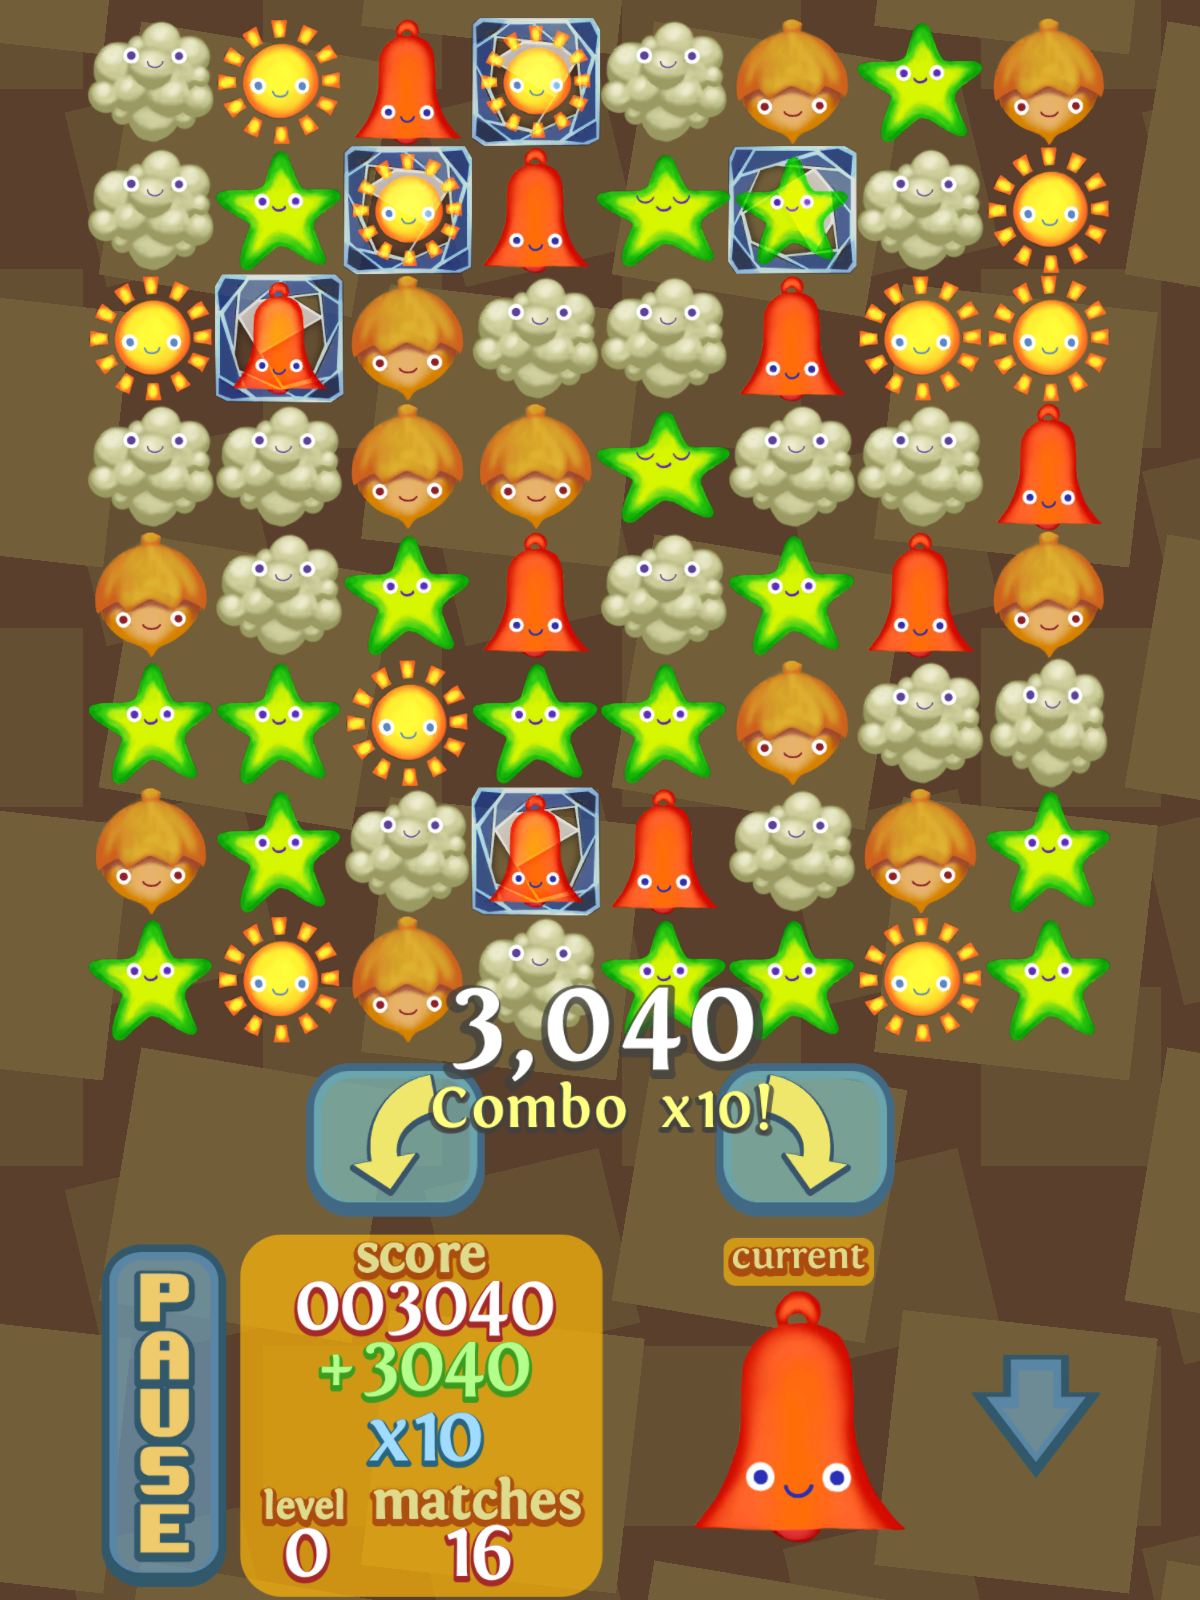 3,040
Combo x10!
PAUSE
score
003040
+3040
x10
level matches
0 16
current